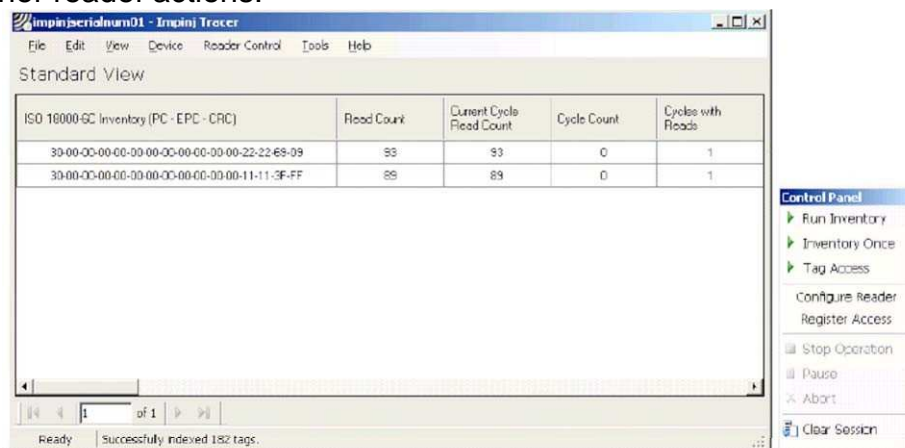 reader actions.
impinjserialnum01 - Impinj Tracer
File Edit View Device Reader Control Tools Help
Standard View
ISO 18000-6C Inventory (PC - EPC - CRC) Read Count Current Cycle Read Count Cycle Count Cycles with Reads
30-00-00-00-00-00-00-00-00-00-00-00-22-22-69-09 93 93 0 1
30-00-00-00-00-00-00-00-00-00-00-00-11-11-3F-FF 89 89 0 1
1 of 1
Ready Successfully indexed 182 tags.
Control Panel
Run Inventory
Inventory Once
Tag Access
Configure Reader
Register Access
Stop Operation
Pause
Abort
Clear Session